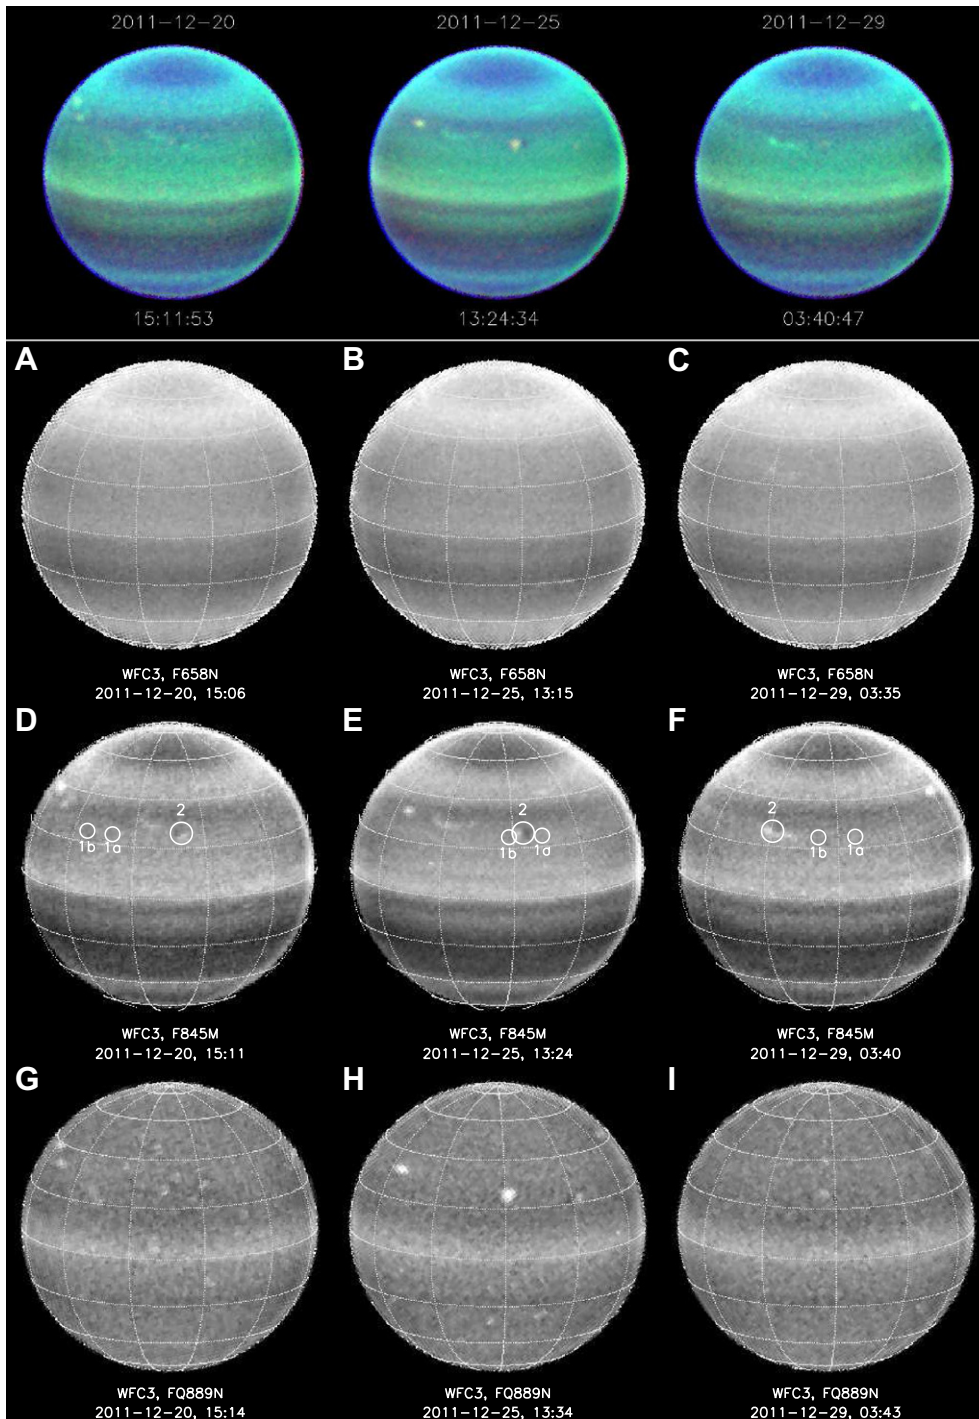 2011-12-20 2011-12-25 2011-12-29
15:11:53 13:24:34 03:40:47
A B C
WFC3, F658N WFC3, F658N WFC3, F658N
2011-12-20, 15:06 2011-12-25, 13:15 2011-12-29, 03:35
D E F
2 2 2
1b 1a 1b 1a 1b 1a
WFC3, F845M WFC3, F845M WFC3, F845M
2011-12-20, 15:11 2011-12-25, 13:24 2011-12-29, 03:40
G H I
WFC3, FQ889N WFC3, FQ889N WFC3, FQ889N
2011-12-20, 15:14 2011-12-25, 13:34 2011-12-29, 03:43